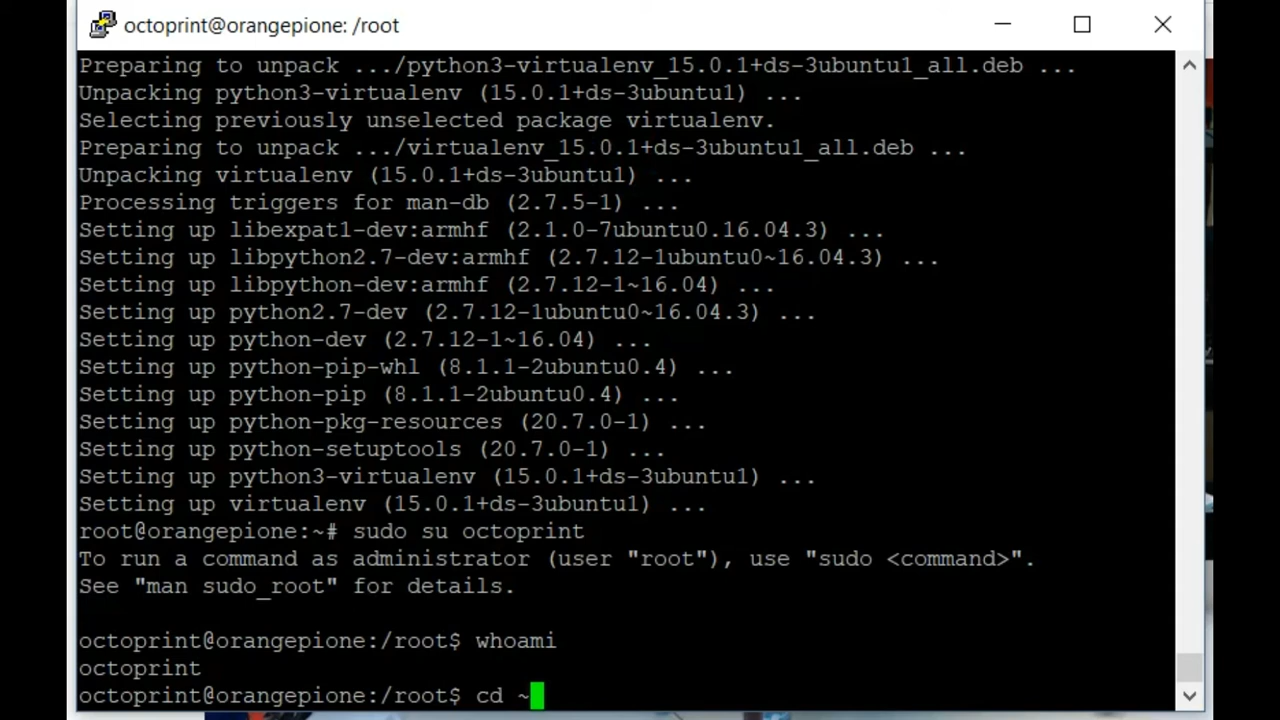 octoprint@orangepione: /root
Preparing to unpack .../python3-virtualenv_15.0.1+ds-3ubuntu1_all.deb ...
Unpacking python3-virtualenv (15.0.1+ds-3ubuntu1) ...
Selecting previously unselected package virtualenv.
Preparing to unpack .../virtualenv_15.0.1+ds-3ubuntu1_all.deb ...
Unpacking virtualenv (15.0.1+ds-3ubuntu1) ...
Processing triggers for man-db (2.7.5-1) ...
Setting up libexpat1-dev:armhf (2.1.0-7ubuntu0.16.04.3) ...
Setting up libpython2.7-dev:armhf (2.7.12-1ubuntu0~16.04.3) ...
Setting up libpython-dev:armhf (2.7.12-1~16.04) ...
Setting up python2.7-dev (2.7.12-1ubuntu0~16.04.3) ...
Setting up python-dev (2.7.12-1~16.04) ...
Setting up python-pip-whl (8.1.1-2ubuntu0.4) ...
Setting up python-pip (8.1.1-2ubuntu0.4) ...
Setting up python-pkg-resources (20.7.0-1) ...
Setting up python-setuptools (20.7.0-1) ...
Setting up python3-virtualenv (15.0.1+ds-3ubuntu1) ...
Setting up virtualenv (15.0.1+ds-3ubuntu1) ...
root@orangepione:~# sudo su octoprint
To run a command as administrator (user "root"), use "sudo <command>".
See "man sudo_root" for details.
octoprint@orangepione:/root$ whoami
octoprint
octoprint@orangepione:/root$ cd ~